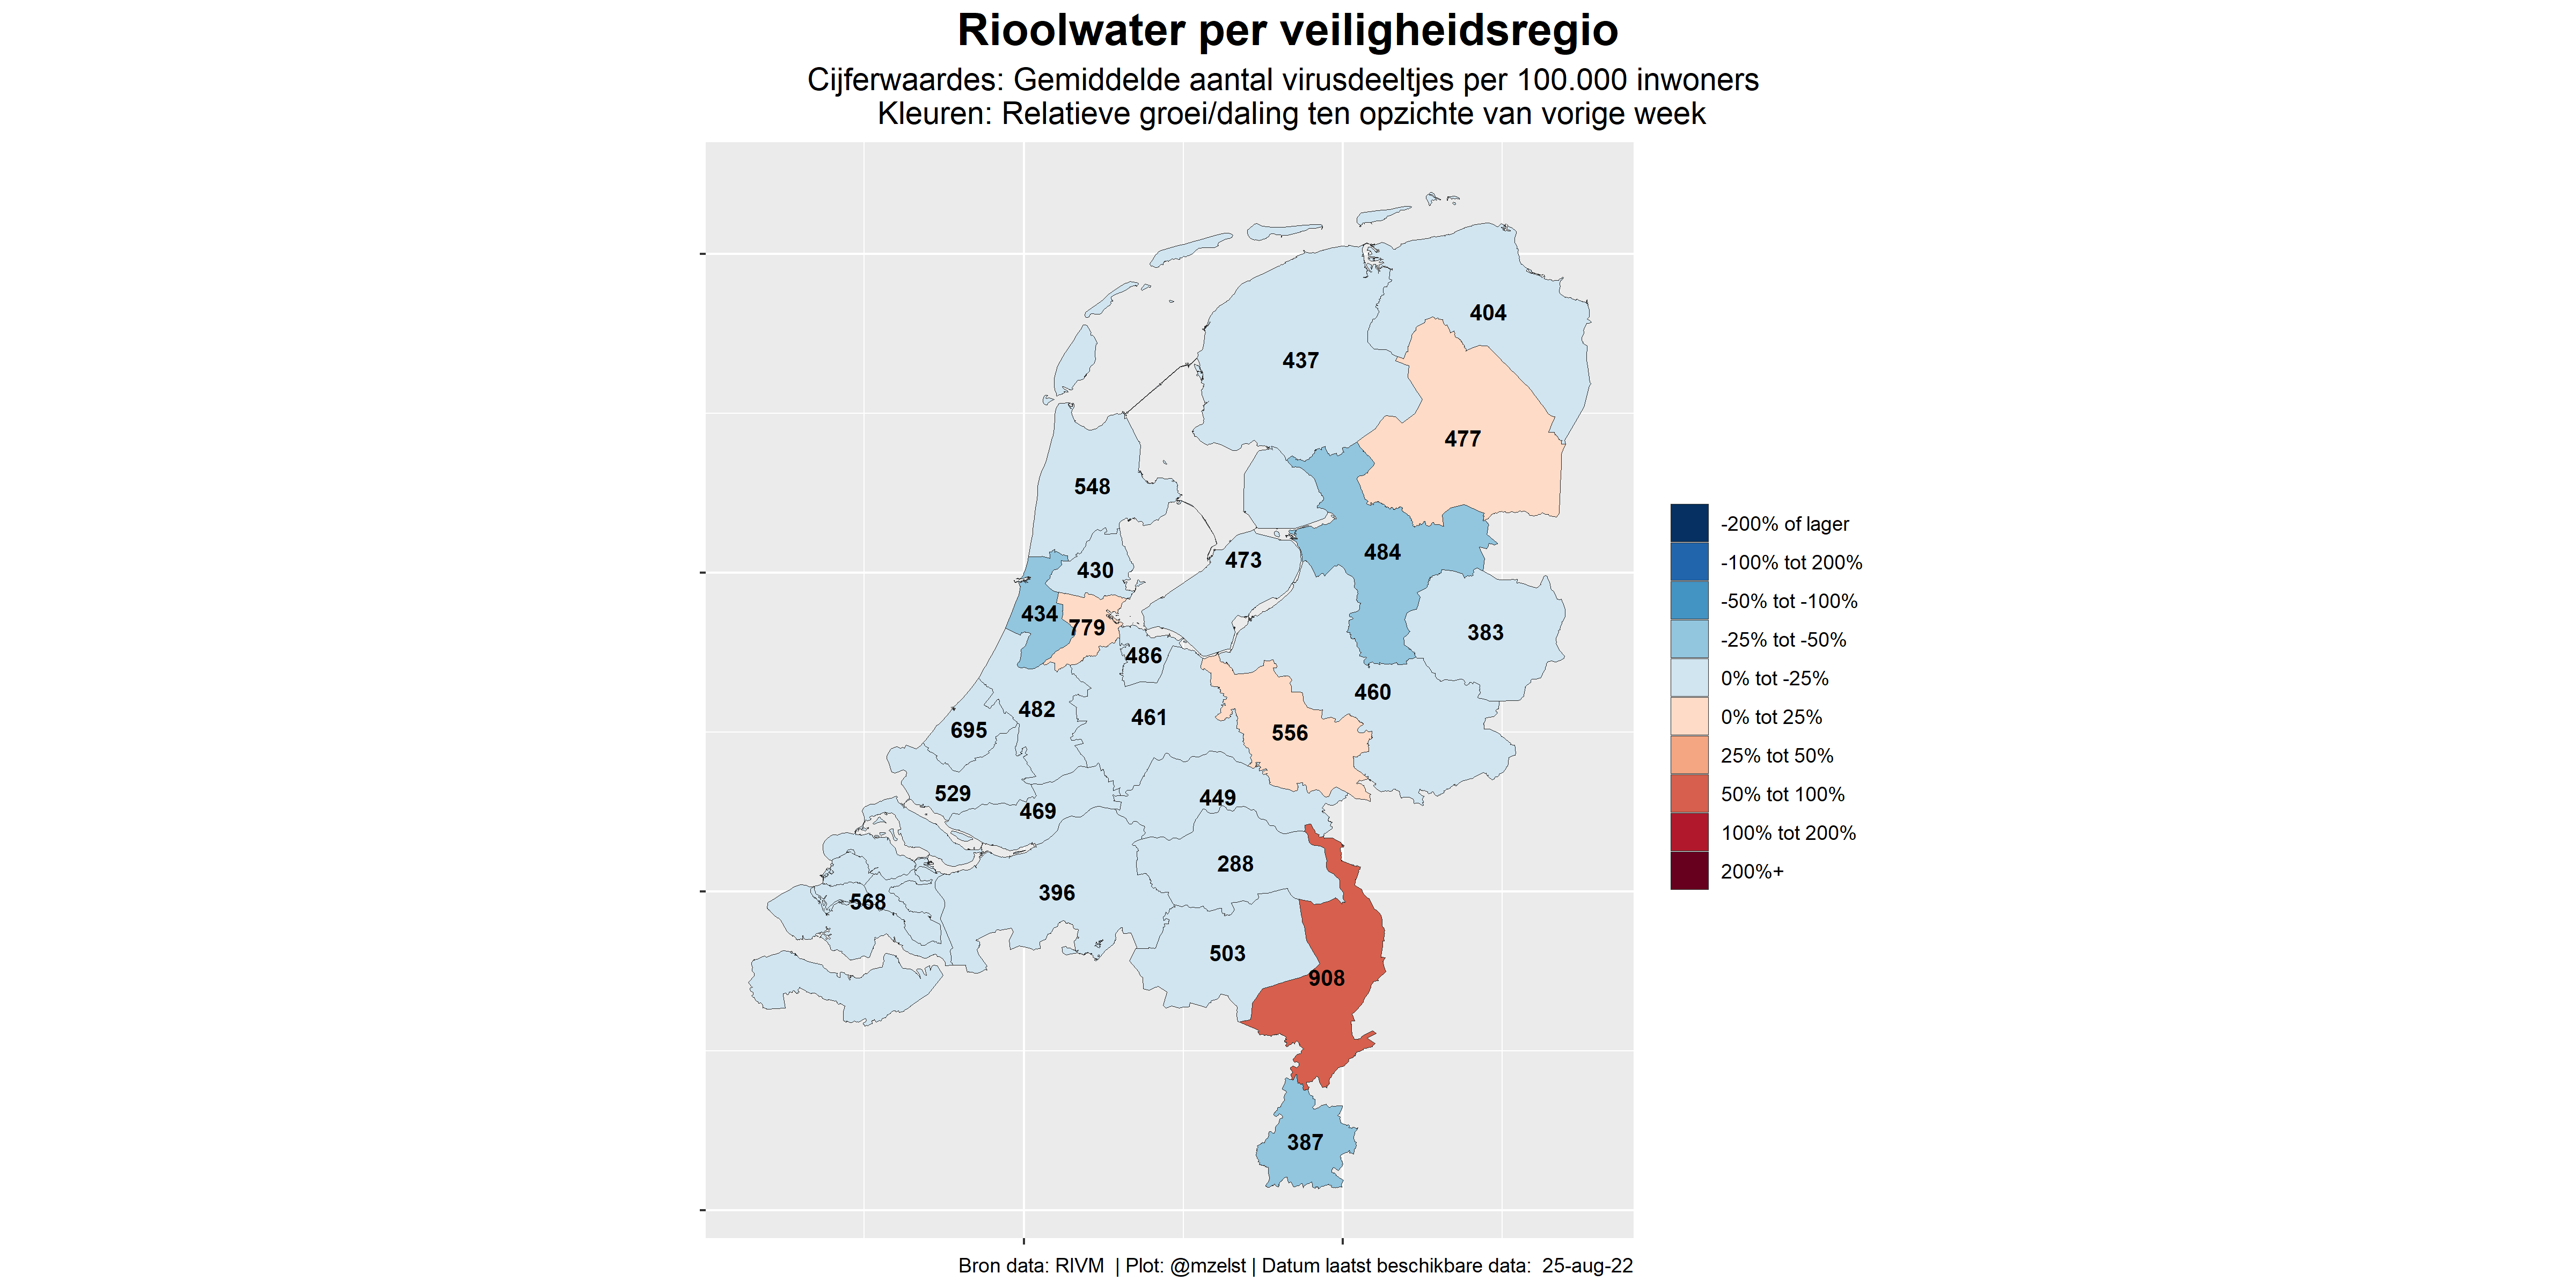 Rioolwater per veiligheidsregio
Cijferwaardes: Gemiddelde aantal virusdeeltjes per 100.000 inwoners
Kleuren: Relatieve groei/daling ten opzichte van vorige week
404
437
477
548
484
473
430
434
779
383
486
460
482
461
695
556
529
449
469
288
396
568
503
908
387
-200% of lager
-100% tot 200%
-50% tot -100%
-25% tot -50%
0% tot -25%
0% tot 25%
25% tot 50%
50% tot 100%
100% tot 200%
200%+
Bron data: RIVM | Plot: @mzelst | Datum laatst beschikbare data: 25-aug-22